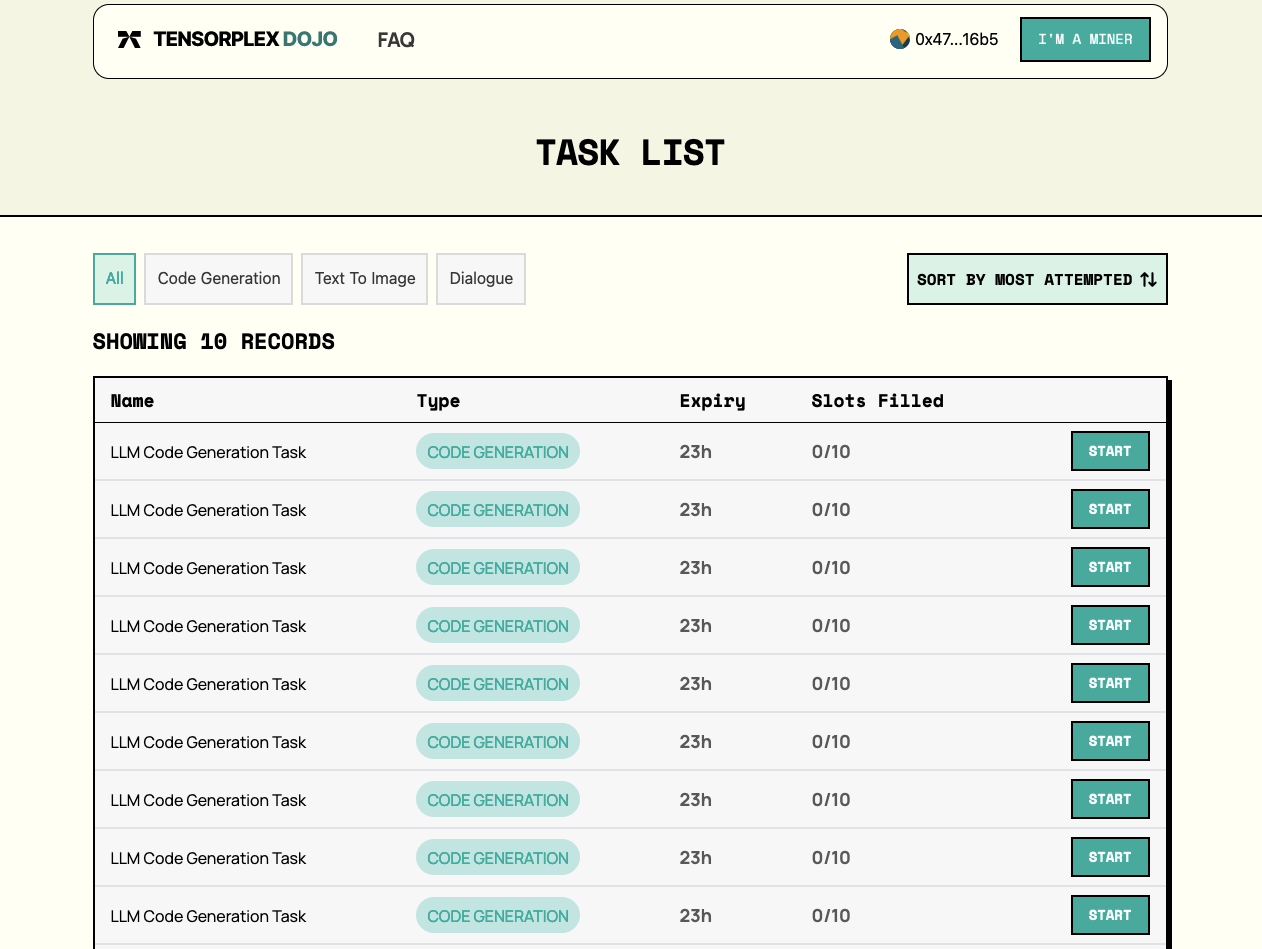 TENSORPLEX DOJO FAQ 0x47...16b5 I'M A MINER
TASK LIST
All Code Generation Text To Image Dialogue SORT BY MOST ATTEMPTED
SHOWING 10 RECORDS
Name Type Expiry Slots Filled
LLM Code Generation Task CODE GENERATION 23h 0/10 START
LLM Code Generation Task CODE GENERATION 23h 0/10 START
LLM Code Generation Task CODE GENERATION 23h 0/10 START
LLM Code Generation Task CODE GENERATION 23h 0/10 START
LLM Code Generation Task CODE GENERATION 23h 0/10 START
LLM Code Generation Task CODE GENERATION 23h 0/10 START
LLM Code Generation Task CODE GENERATION 23h 0/10 START
LLM Code Generation Task CODE GENERATION 23h 0/10 START
LLM Code Generation Task CODE GENERATION 23h 0/10 START